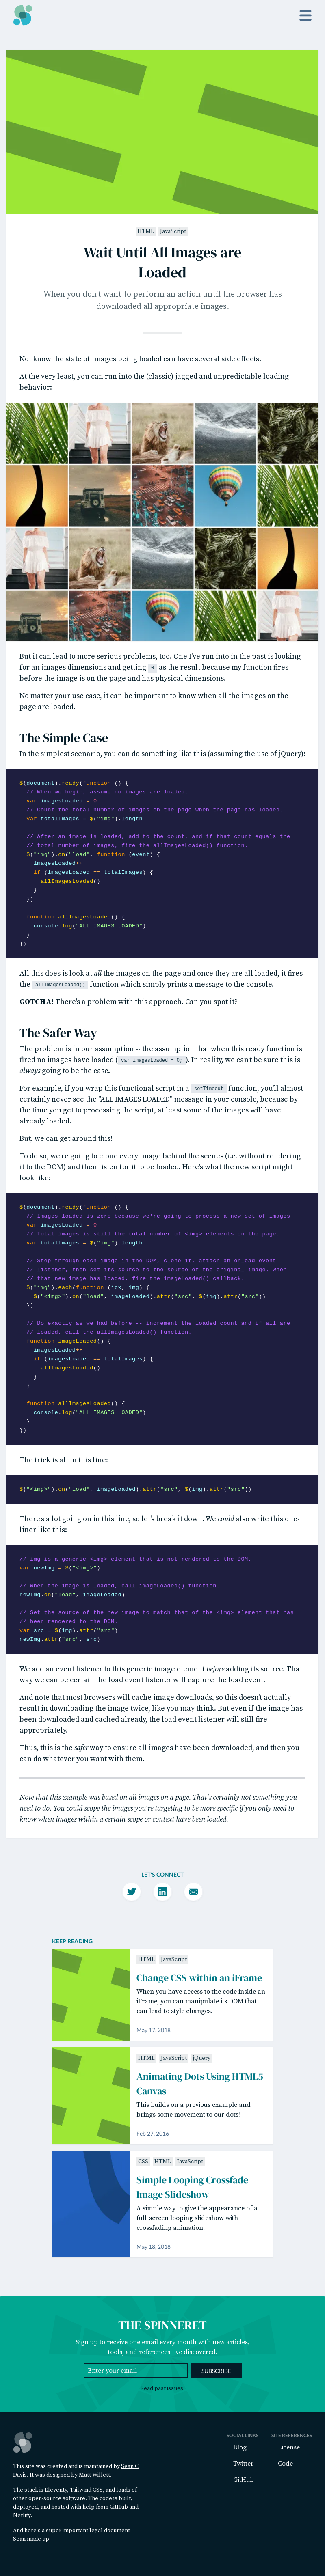 HTML JavaScript
Wait Until All Images are
Loaded
When you don't want to perform an action until the browser has
downloaded all appropriate images.
Not know the state of images being loaded can have several side effects.
At the very least, you can run into the (classic) jagged and unpredictable loading
behavior:
But it can lead to more serious problems, too. One I've run into in the past is looking
for an images dimensions and getting 0 as the result because my function fires
before the image is on the page and has physical dimensions.
No matter your use case, it can be important to know when all the images on the
page are loaded.
The Simple Case
In the simplest scenario, you can do something like this (assuming the use of jQuery):
$(document).ready(function () {
// When we begin, assume no images are loaded.
var imagesLoaded = 0
// Count the total number of images on the page when the page has loaded.
var totalImages = $("img").length
// After an image is loaded, add to the count, and if that count equals the
// total number of images, fire the allImagesLoaded() function.
$("img").on("load", function (event) {
imagesLoaded++
if (imagesLoaded == totalImages) {
allImagesLoaded()
}
})
function allImagesLoaded() {
console.log("ALL IMAGES LOADED")
}
})
All this does is look at all the images on the page and once they are all loaded, it fires
the allImagesLoaded() function which simply prints a message to the console.
GOTCHA! There's a problem with this approach. Can you spot it?
The Safer Way
The problem is in our assumption -- the assumption that when this event is ready to
fired no images have loaded ( var imagesLoaded = 0; ). In reality, we can't be sure this is
always going to be the case.
For example, if you wrap this functional script in a setTimeout function, you'll almost
certainly never see the "ALL IMAGES LOADED" message in your console, because by
the time you get to processing the script, at least some of the images will have
already loaded.
But, we can get around this!
To do so, we're going to clone every image behind the scenes (i.e. without rendering
it to the DOM) and then listen for it to be loaded. Here's what the new script might
look like:
$(document).ready(function () {
// Images loaded is zero because we're going to process a new set of images.
var imagesLoaded = 0
// Total images is still the total number of <img> elements on the page.
var totalImages = $("img").length
// Step through each image in the DOM, clone it, attach an onload event
// listener, then set its source to the source of the original image. When
// that new image has loaded, fire the imageLoaded() callback.
$("img").each(function (idx, img) {
$("<img>").on("load", imageLoaded).attr("src", $(img).attr("src"))
})
// Do exactly as we had before -- increment the loaded count and if all are
// loaded, call the allImagesLoaded() function.
function imageLoaded() {
imagesLoaded++
if (imagesLoaded == totalImages) {
allImagesLoaded()
}
}
function allImagesLoaded() {
console.log("ALL IMAGES LOADED")
}
})
The trick is all in this line:
$("<img>").on("load", imageLoaded).attr("src", $(img).attr("src"))
There's a lot going on in this line, so let's break it down. We could also write this one-
liner like this:
// img is a generic <img> element that is not rendered to the DOM.
var newImg = $("<img>")
// When the image is loaded, call imageLoaded() function.
newImg.on("load", imageLoaded)
// Set the source of the new image to match that of the <img> element that has
// been rendered to the DOM.
var src = $(img).attr("src")
newImg.attr("src", src)
We add an event listener to this generic image element before adding its source. That
way we can be certain the load event listener will capture the load event.
And note that most browsers will cache image downloads, so this doesn't actually
result in downloading the image twice, like you may think. But even if the image has
been downloaded and cached already, the load event listener will still fire
appropriately.
Thus, this is the safer way to ensure all images have been downloaded, and then you
can do whatever you want with them.
Note that this example was based on all images on a page. That's certainly not something you
need to do. You could scope the images you're targeting to be more specific if you only need to
know when images within a certain scope or context have been loaded.
LET'S CONNECT
KEEP READING
HTML JavaScript
Change CSS within an iFrame
When you have access to the code inside an
iFrame, you can manipulate its DOM that
can lead to style changes.
May 17, 2018
HTML JavaScript jQuery
Animating Dots Using HTML5
Canvas
This builds on a previous example and
brings some movement to our dots!
Feb 27, 2016
CSS HTML JavaScript
Simple Looping Crossfade
Image Slideshow
A simple way to give the appearance of a
full-screen looping slideshow with
crossfading animation.
May 18, 2018
THE SPINNERET
Sign up to receive one email every month with new articles,
tools, and references I've discovered.
Enter your email SUBSCRIBE
Read past issues.
This site was created and is maintained by Sean C
Davis. It was designed by Matt Willett.
The stack is Eleventy, Tailwind CSS, and loads of
other open-source software. The code is built,
deployed, and hosted with help from GitHub and
Netlify.
And here's a super important legal document
Sean made up.
SOCIAL LINKS
Blog
Twitter
GitHub
SITE REFERENCES
License
Code